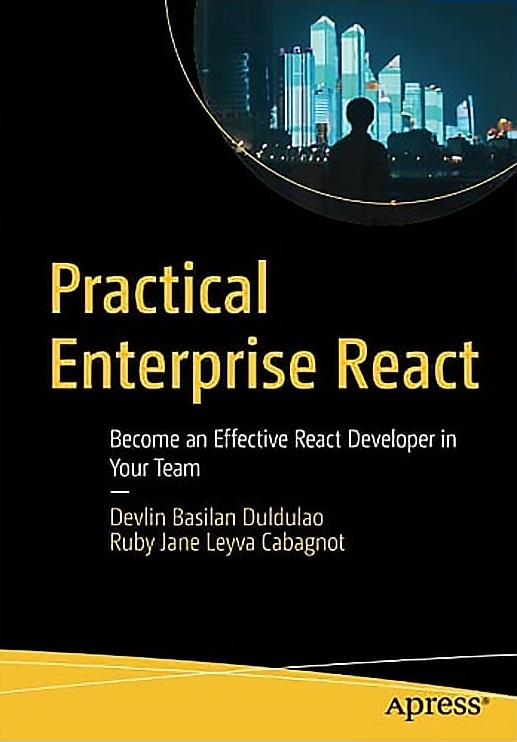 Practical
Enterprise React
Become an Effective React Developer in
Your Team
Devlin Basilan Duldulao
Ruby Jane Leyva Cabagnot
Apress®